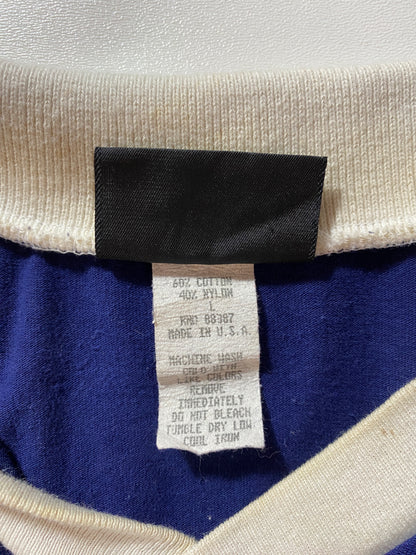 60% COTTON
40% NYLON
L
RN# 88387
MADE IN U.S.A
MACHINE WASH
COLD WITH
LIKE COLORS
REMOVE
IMMEDIATELY
DO NOT BLEACH
TUMBLE DRY LOW
COOL IRON